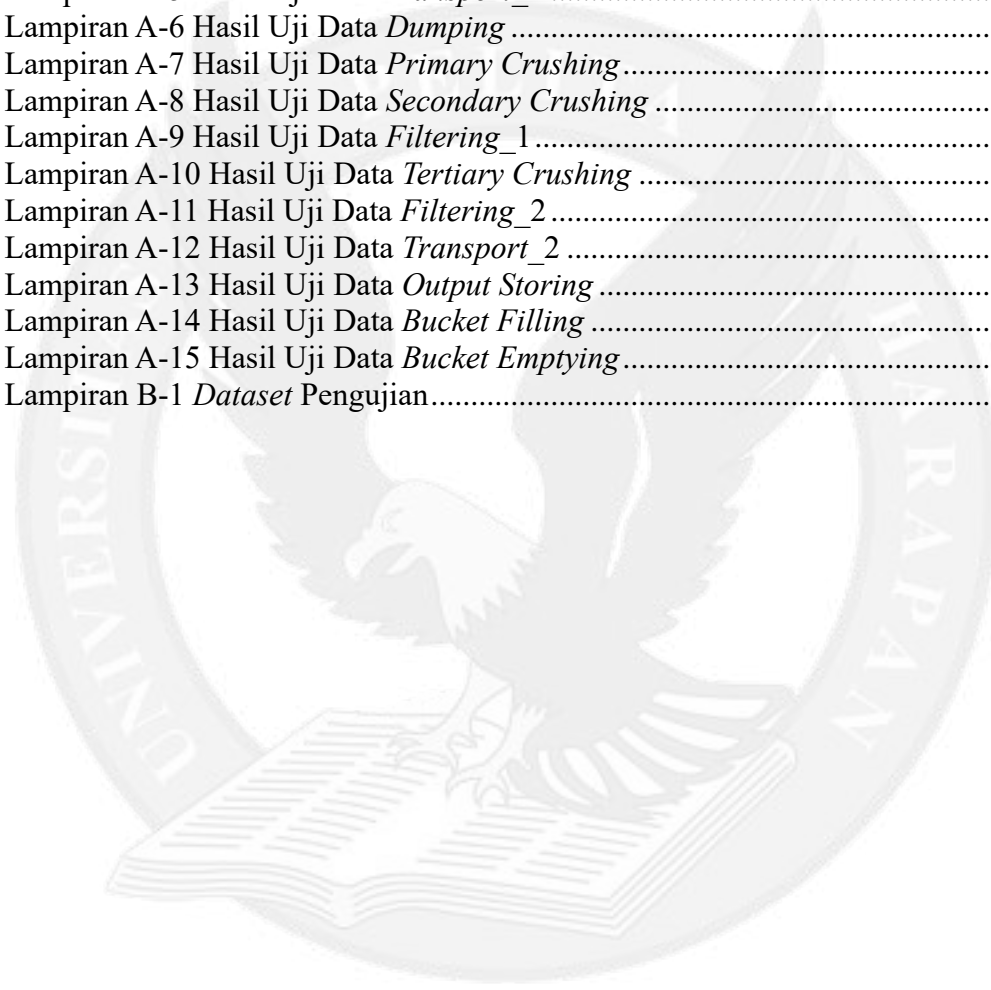 Lampiran A-6 Hasil Uji Data Dumping ........................................................................................
Lampiran A-7 Hasil Uji Data Primary Crushing ........................................................................
Lampiran A-8 Hasil Uji Data Secondary Crushing ...................................................................
Lampiran A-9 Hasil Uji Data Filtering_1 ...................................................................................
Lampiran A-10 Hasil Uji Data Tertiary Crushing .....................................................................
Lampiran A-11 Hasil Uji Data Filtering_2 .................................................................................
Lampiran A-12 Hasil Uji Data Transport_2 ..............................................................................
Lampiran A-13 Hasil Uji Data Output Storing ..........................................................................
Lampiran A-14 Hasil Uji Data Bucket Filling ............................................................................
Lampiran A-15 Hasil Uji Data Bucket Emptying .......................................................................
Lampiran B-1 Dataset Pengujian ................................................................................................
UNIVERSI
HARAPAN